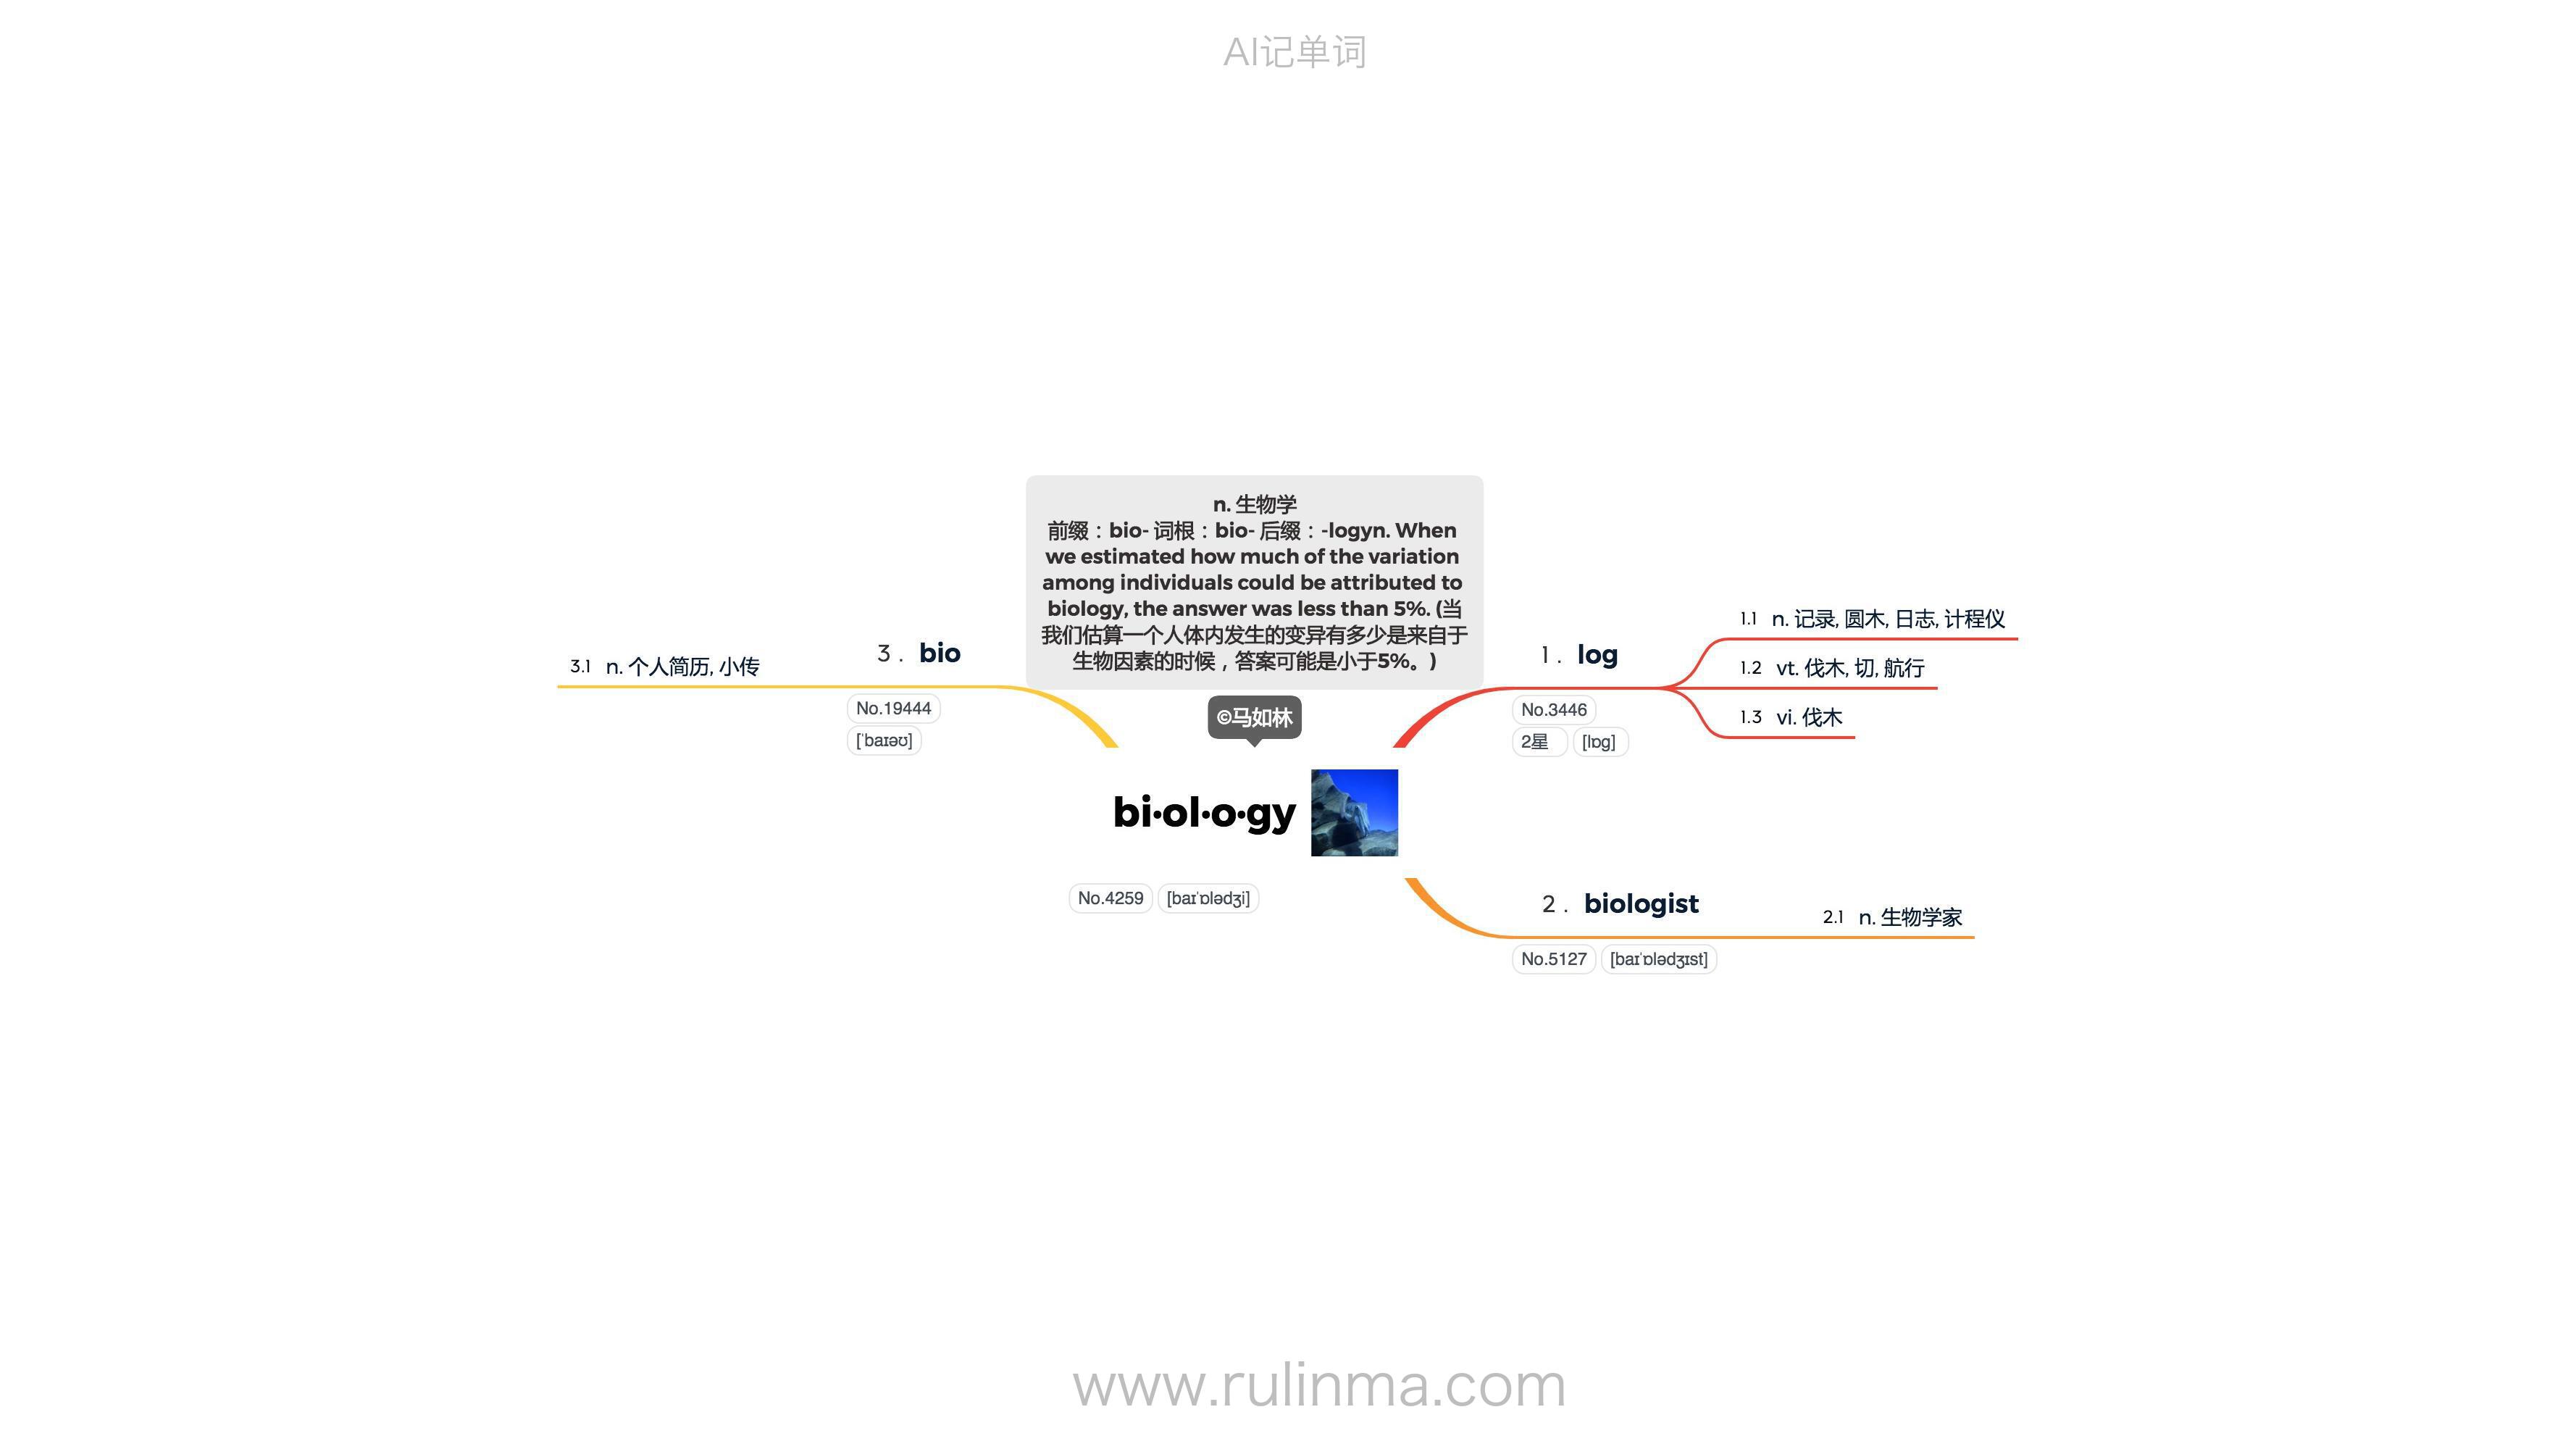 AI记单词
n. 生物学
前缀：bio- 词根：bio- 后缀：-logyn. When
we estimated how much of the variation
among individuals could be attributed to
biology, the answer was less than 5%. (当
我们估算一个人体内发生的变异有多少是来自于
生物因素的时候，答案可能是小于5%。)
©马如林
bi·ol·o·gy
No.4259 [baɪˈɒlədʒi]
1. log
No.3446
2星 [lɒg]
1.1 n. 记录, 圆木, 日志, 计程仪
1.2 vt. 伐木, 切, 航行
1.3 vi. 伐木
2. biologist
No.5127 [baɪˈɒlədʒɪst]
2.1 n. 生物学家
3. bio
No.19444
[ˈbaɪəʊ]
3.1 n. 个人简历, 小传
www.rulinma.com